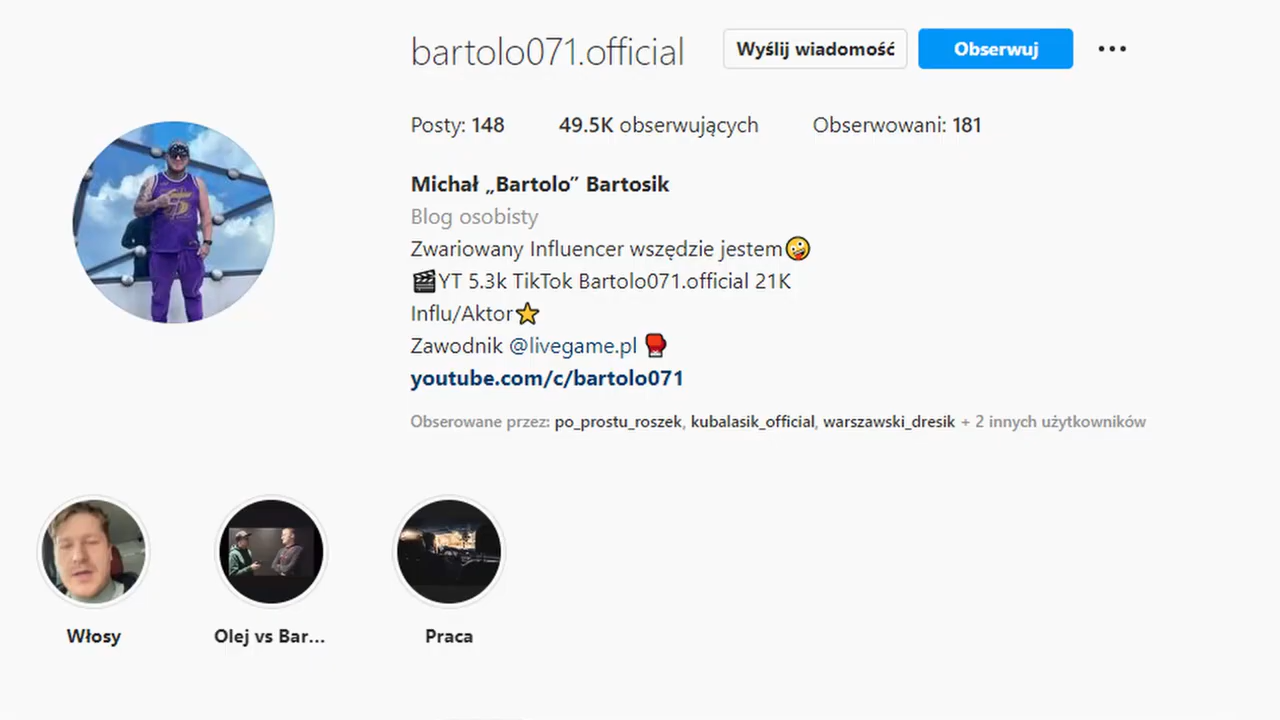 bartolo071.official Wyślij wiadomość Obserwuj
Posty: 148 49.5K obserwujących Obserwowani: 181
Michał „Bartolo” Bartosik
Blog osobisty
Zwariowany Influencer wszędzie jestem🤪
🎬YT 5.3k TikTok Bartolo071.official 21K
Influ/Aktor⭐
Zawodnik @livegame.pl 🥊
youtube.com/c/bartolo071
Obserowane przez: po_prostu_roszek, kubalasik_official, warszawski_dresik + 2 innych użytkowników
Włosy Olej vs Bar... Praca